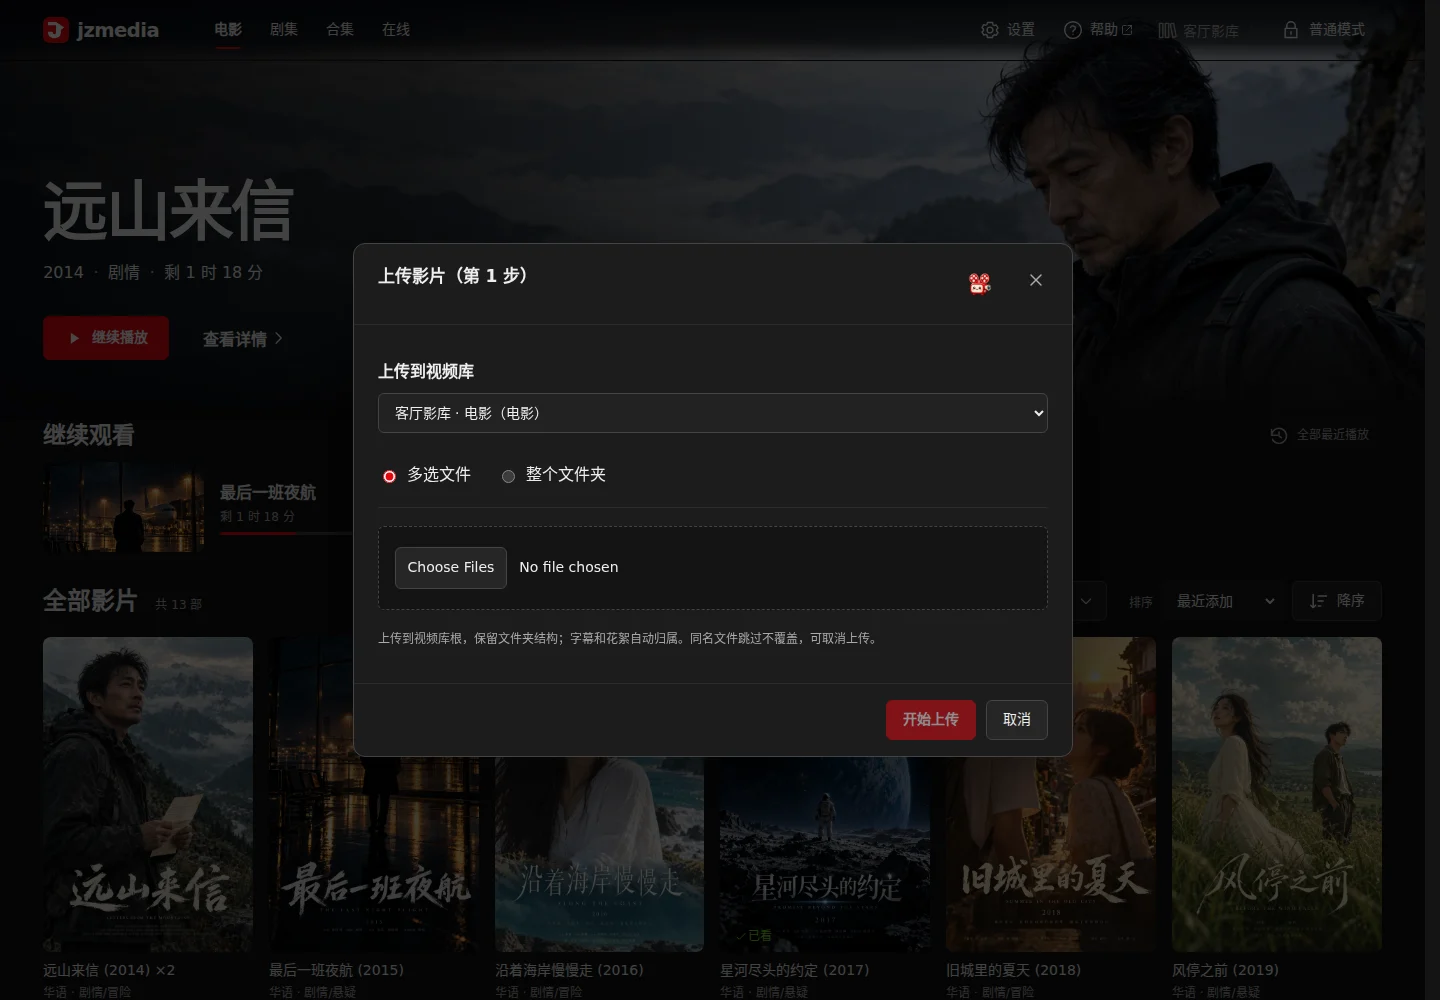 jzmedia
电影 剧集 合集 在线
设置 帮助 客厅影库 普通模式
远山来信
2014 · 剧情 · 剩 1 时 18 分
继续播放 查看详情
上传影片（第 1 步）
上传到视频库
客厅影库 · 电影（电影）
多选文件 整个文件夹
Choose Files No file chosen
上传到视频库根，保留文件夹结构；字幕和花絮自动归属。同名文件跳过不覆盖，可取消上传。
开始上传 取消
继续观看
全部最近播放
最后一班夜航
剩 1 时 18 分
全部影片 共 13 部
排序 最近添加 降序
远山来信
最后一班夜航
沿着海岸慢慢走
2016
星河尽头的约定
2017
已看
旧城里的夏天
2018
风停之前
远山来信 (2014) ×2
华语 · 剧情/冒险
最后一班夜航 (2015)
华语 · 剧情/悬疑
沿着海岸慢慢走 (2016)
华语 · 剧情/冒险
星河尽头的约定 (2017)
华语 · 剧情/悬疑
旧城里的夏天 (2018)
华语 · 剧情/冒险
风停之前 (2019)
华语 · 剧情/悬疑